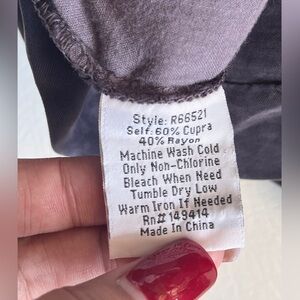 Style: R66521
Self: 60% Cupra
40% Rayon
Machine Wash Cold
Only Non-Chlorine
Bleach When Need
Tumble Dry Low
Warm Iron If Needed
Rn# 149414
Made In China